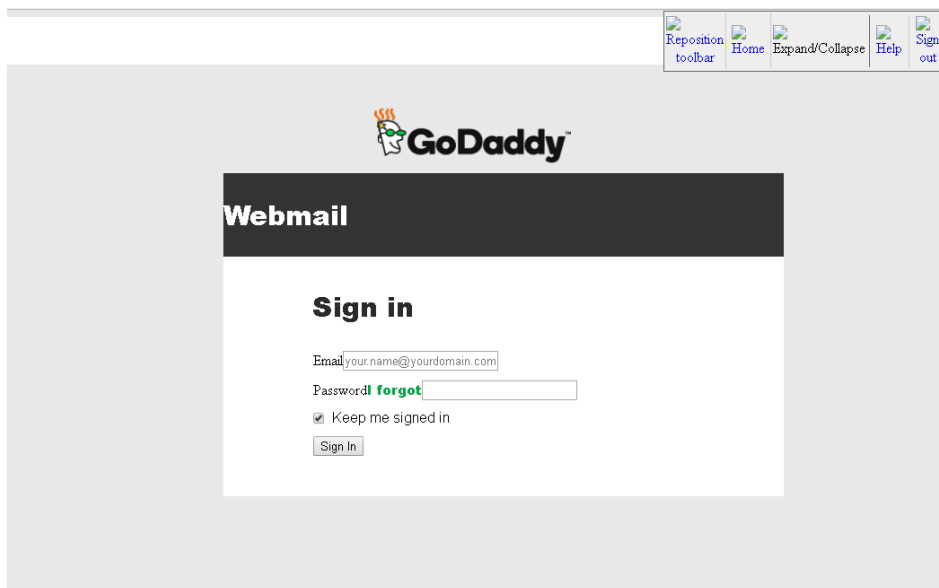 Reposition toolbar
Home
Expand/Collapse
Help
Sign out
GoDaddy™
Webmail
Sign in
Email your.name@yourdomain.com
Password I forgot
Keep me signed in
Sign In